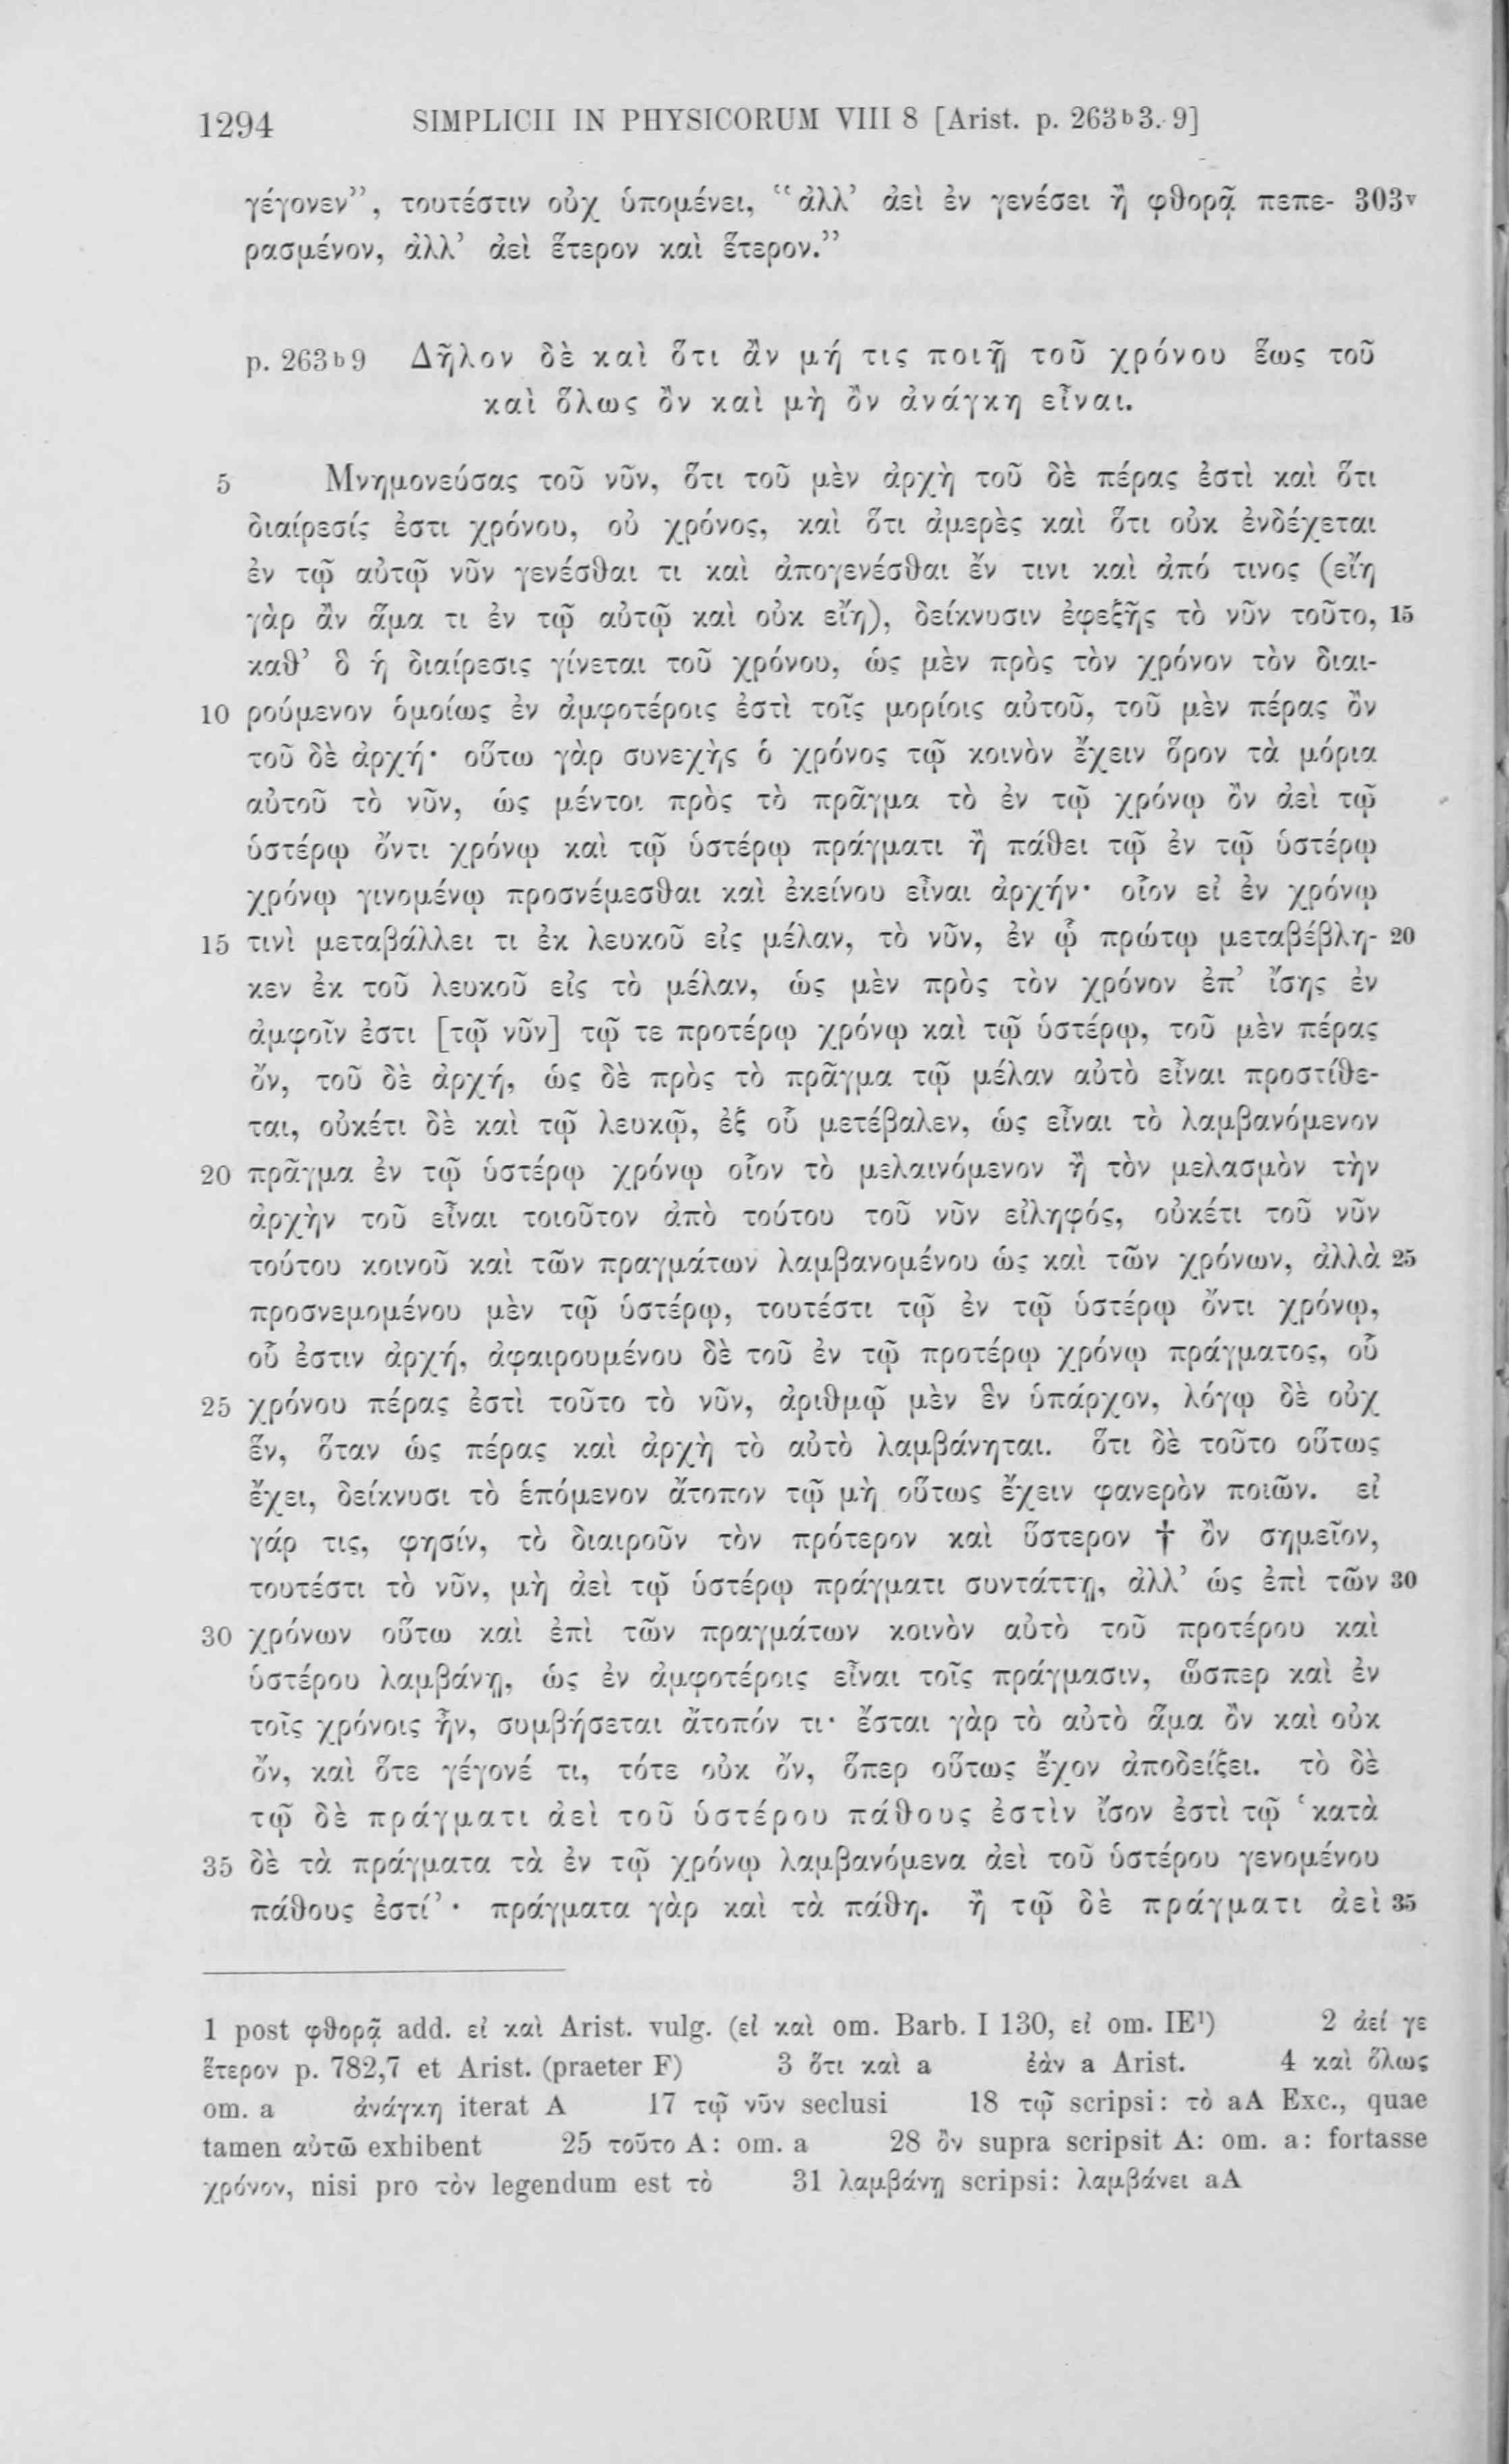 1294 SIMPLICII IN PHYSICORUM VIII 8 [Arist. p. 263b3. 9]
γέγονεν”, τουτέστιν οὐχ ὑπομένει, “ἀλλ’ ἀεὶ ἐν γενέσει ἢ φθορᾷ πεπε- 303v
ρασμένον, ἀλλ’ ἀεὶ ἕτερον καὶ ἕτερον.”
p. 263b9 Δῆλον δὲ καὶ ὅτι ἂν μή τις ποιῇ τοῦ χρόνου ἕως τοῦ
καὶ ὅλως ὂν καὶ μὴ ὂν ἀνάγκη εἶναι.
5 Μνημονεύσας τοῦ νῦν, ὅτι τοῦ μὲν ἀρχὴ τοῦ δὲ πέρας ἐστὶ καὶ ὅτι
διαίρεσίς ἐστι χρόνου, οὐ χρόνος, καὶ ὅτι ἀμερὲς καὶ ὅτι οὐκ ἐνδέχεται
ἐν τῷ αὐτῷ νῦν γενέσθαι τι καὶ ἀπογενέσθαι ἔν τινι καὶ ἀπό τινος (εἴη
γὰρ ἂν ἅμα τι ἐν τῷ αὐτῷ καὶ οὐκ εἴη), δείκνυσιν ἐφεξῆς τὸ νῦν τοῦτο, 15
καθ’ ὃ ἡ διαίρεσις γίνεται τοῦ χρόνου, ὡς μὲν πρὸς τὸν χρόνον τὸν διαι-
10 ρούμενον ὁμοίως ἐν ἀμφοτέροις ἐστὶ τοῖς μορίοις αὐτοῦ, τοῦ μὲν πέρας ὂν
τοῦ δὲ ἀρχή· οὕτω γὰρ συνεχὴς ὁ χρόνος τῷ κοινὸν ἔχειν ὅρον τὰ μόρια
αὐτοῦ τὸ νῦν, ὡς μέντοι πρὸς τὸ πρᾶγμα τὸ ἐν τῷ χρόνῳ ὂν ἀεὶ τῷ
ὑστέρῳ ὄντι χρόνῳ καὶ τῷ ὑστέρῳ πράγματι ἢ πάθει τῷ ἐν τῷ ὑστέρῳ
χρόνῳ γινομένῳ προσνέμεσθαι καὶ ἐκείνου εἶναι ἀρχήν· οἷον εἰ ἐν χρόνῳ
15 τινὶ μεταβάλλει τι ἐκ λευκοῦ εἰς μέλαν, τὸ νῦν, ἐν ᾧ πρώτῳ μεταβέβλη- 20
κεν ἐκ τοῦ λευκοῦ εἰς τὸ μέλαν, ὡς μὲν πρὸς τὸν χρόνον ἐπ’ ἴσης ἐν
ἀμφοῖν ἐστι [τῷ νῦν] τῷ τε προτέρῳ χρόνῳ καὶ τῷ ὑστέρῳ, τοῦ μὲν πέρας
ὄν, τοῦ δὲ ἀρχή, ὡς δὲ πρὸς τὸ πρᾶγμα τῷ μέλαν αὐτὸ εἶναι προστίθε-
ται, οὐκέτι δὲ καὶ τῷ λευκῷ, ἐξ οὗ μετέβαλεν, ὡς εἶναι τὸ λαμβανόμενον
20 πρᾶγμα ἐν τῷ ὑστέρῳ χρόνῳ οἷον τὸ μελαινόμενον ἢ τὸν μελασμὸν τὴν
ἀρχὴν τοῦ εἶναι τοιοῦτον ἀπὸ τούτου τοῦ νῦν εἰληφός, οὐκέτι τοῦ νῦν
τούτου κοινοῦ καὶ τῶν πραγμάτων λαμβανομένου ὡς καὶ τῶν χρόνων, ἀλλὰ 25
προσνεμομένου μὲν τῷ ὑστέρῳ, τουτέστι τῷ ἐν τῷ ὑστέρῳ ὄντι χρόνῳ,
οὗ ἐστιν ἀρχή, ἀφαιρουμένου δὲ τοῦ ἐν τῷ προτέρῳ χρόνῳ πράγματος, οὗ
25 χρόνου πέρας ἐστὶ τοῦτο τὸ νῦν, ἀριθμῷ μὲν ἓν ὑπάρχον, λόγῳ δὲ οὐχ
ἕν, ὅταν ὡς πέρας καὶ ἀρχὴ τὸ αὐτὸ λαμβάνηται. ὅτι δὲ τοῦτο οὕτως
ἔχει, δείκνυσι τὸ ἑπόμενον ἄτοπον τῷ μὴ οὕτως ἔχειν φανερὸν ποιῶν. εἰ
γάρ τις, φησίν, τὸ διαιροῦν τὸν πρότερον καὶ ὕστερον † ὂν σημεῖον,
τουτέστι τὸ νῦν, μὴ ἀεὶ τῷ ὑστέρῳ πράγματι συντάττῃ, ἀλλ’ ὡς ἐπὶ τῶν 30
30 χρόνων οὕτω καὶ ἐπὶ τῶν πραγμάτων κοινὸν αὐτὸ τοῦ προτέρου καὶ
ὑστέρου λαμβάνῃ, ὡς ἐν ἀμφοτέροις εἶναι τοῖς πράγμασιν, ὥσπερ καὶ ἐν
τοῖς χρόνοις ἦν, συμβήσεται ἄτοπόν τι· ἔσται γὰρ τὸ αὐτὸ ἅμα ὂν καὶ οὐκ
ὄν, καὶ ὅτε γέγονέ τι, τότε οὐκ ὄν, ὅπερ οὕτως ἔχον ἀποδείξει. τὸ δὲ
τῷ δὲ πράγματι ἀεὶ τοῦ ὑστέρου πάθους ἐστὶν ἴσον ἐστὶ τῷ ‘κατὰ
35 δὲ τὰ πράγματα τὰ ἐν τῷ χρόνῳ λαμβανόμενα ἀεὶ τοῦ ὑστέρου γενομένου
πάθους ἐστί’· πράγματα γὰρ καὶ τὰ πάθη. ἢ τῷ δὲ πράγματι ἀεὶ 35
1 post φθορᾷ add. εἰ καὶ Arist. vulg. (εἰ καὶ om. Barb. I 130, εἰ om. IE¹) 2 ἀεί γε
ἕτερον p. 782,7 et Arist. (praeter F) 3 ὅτι καὶ a ἐὰν a Arist. 4 καὶ ὅλως
om. a ἀνάγκη iterat A 17 τῷ νῦν seclusi 18 τῷ scripsi: τὸ aA Exc., quae
tamen αὐτῶ exhibent 25 τοῦτο A: om. a 28 ὂν supra scripsit A: om. a: fortasse
χρόνον, nisi pro τὸν legendum est τὸ 31 λαμβάνῃ scripsi: λαμβάνει aA